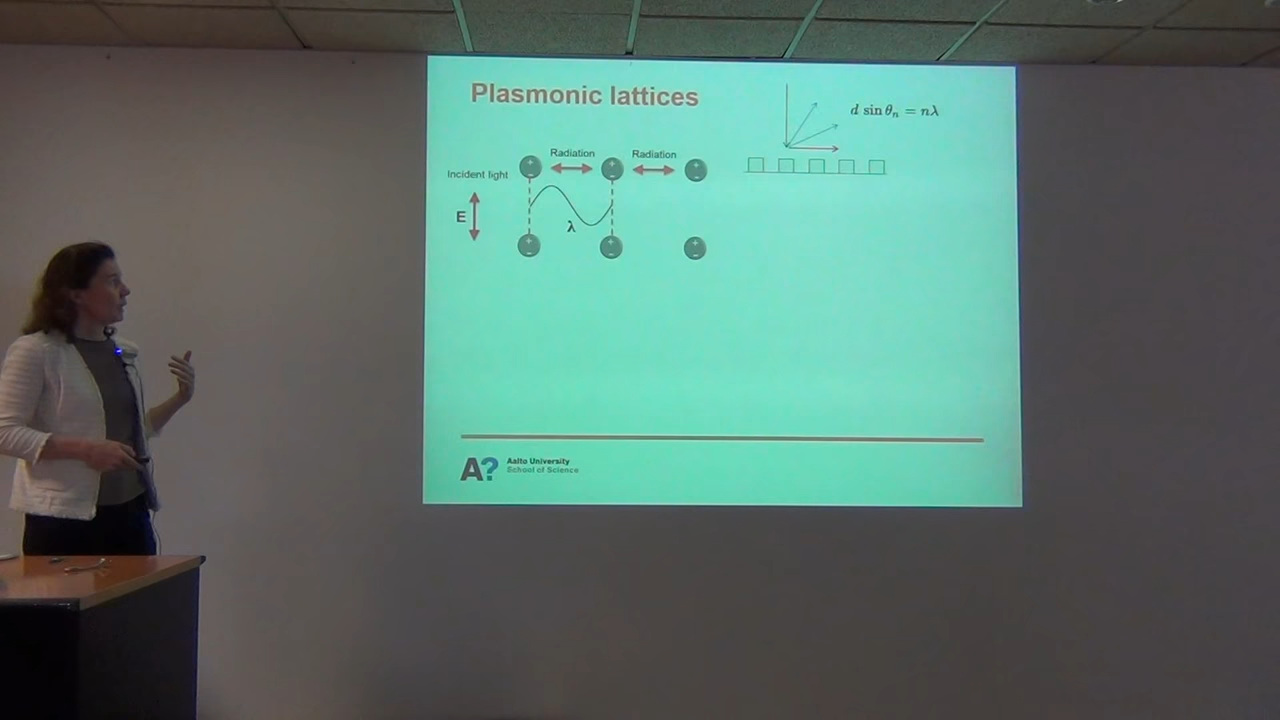 Plasmonic lattices
d sin θₙ = nλ
Radiation
Radiation
Incident light
+
+
-
E
λ
+
-
+
-
-
A?
Aalto University
School of Science